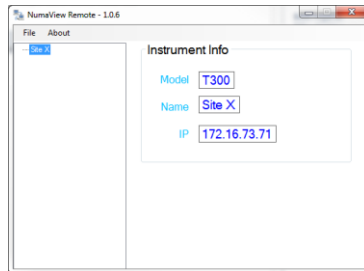 NumaView Remote - 1.0.6
File About
Site X
Instrument Info
Model T300
Name Site X
IP 172.16.73.71